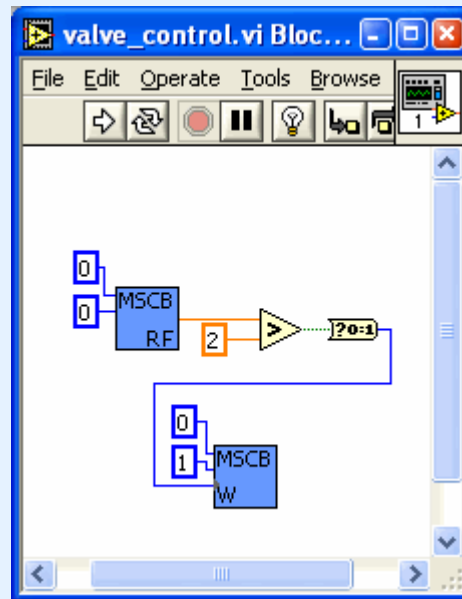 valve_control.vi Bloc...
File Edit Operate Tools Browse
1
0
0
MSCB
RF
2
>
?0:1
0
1
MSCB
W